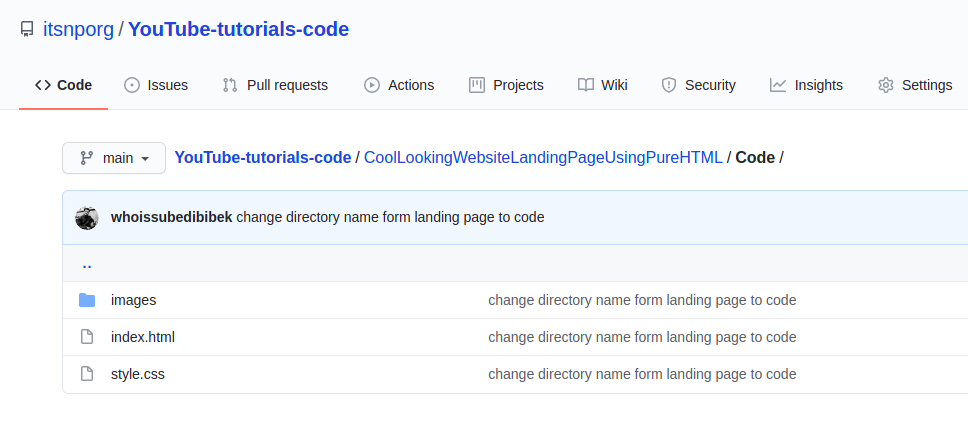 itsnporg / YouTube-tutorials-code
Code Issues Pull requests Actions Projects Wiki Security Insights Settings
main YouTube-tutorials-code / CoolLookingWebsiteLandingPageUsingPureHTML / Code /
whoissubedibibek change directory name form landing page to code
..
images change directory name form landing page to code
index.html change directory name form landing page to code
style.css change directory name form landing page to code